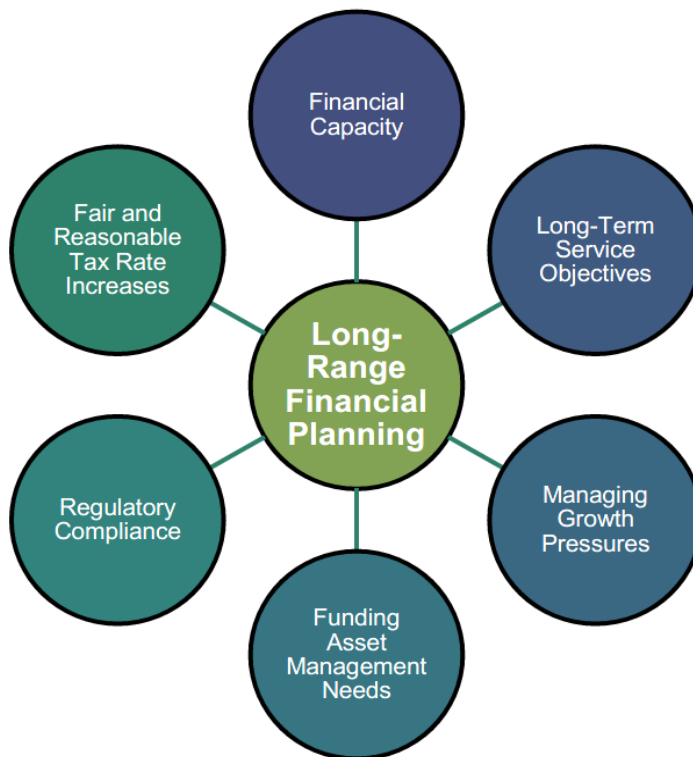 Financial
Capacity
Fair and
Reasonable
Tax Rate
Increases
Long-Term
Service
Objectives
Long-
Range
Financial
Planning
Regulatory
Compliance
Managing
Growth
Pressures
Funding
Asset
Management
Needs